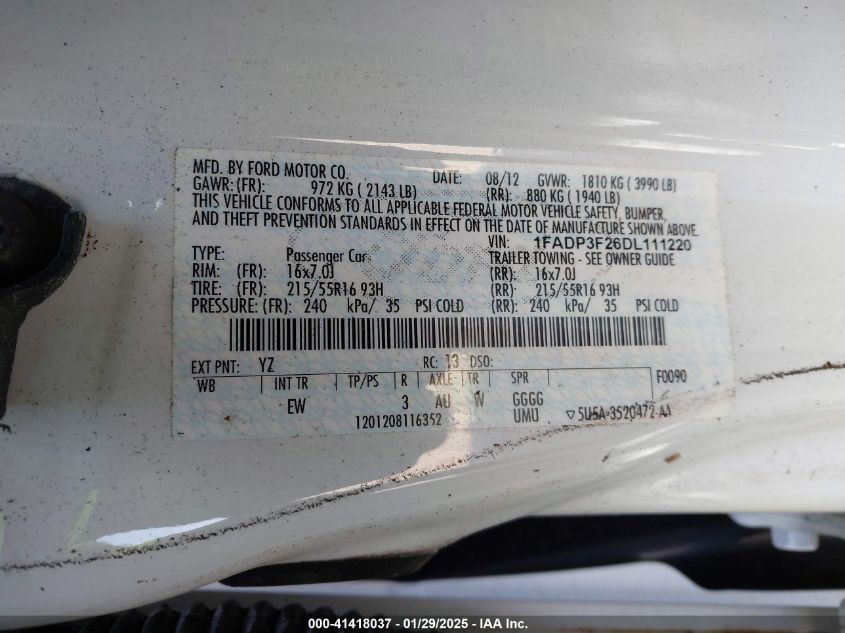 MFD. BY FORD MOTOR CO. DATE: 08/12 GVWR: 1810 KG ( 3990 LB)
GAWR: (FR): 972 KG ( 2143 LB) (RR): 880 KG ( 1940 LB)
THIS VEHICLE CONFORMS TO ALL APPLICABLE FEDERAL MOTOR VEHICLE SAFETY, BUMPER,
AND THEFT PREVENTION STANDARDS IN EFFECT ON THE DATE OF MANUFACTURE SHOWN ABOVE.
VIN: 1FADP3F26DL111220
TYPE: Passenger Car TRAILER TOWING - SEE OWNER GUIDE
RIM: (FR): 16x7.0J (RR): 16x7.0J
TIRE: (FR): 215/55R16 93H (RR): 215/55R16 93H
PRESSURE: (FR): 240 kPa/ 35 PSI COLD (RR): 240 kPa/ 35 PSI COLD
EXT PNT: YZ RC: 13 DSO: F0090
WB INT TR TP/PS R AXLE TR SPR
EW 3 AU W GGGG
1201208116352 UMU ▽5U5A-3520472-AA
000-41418037 - 01/29/2025 - IAA Inc.